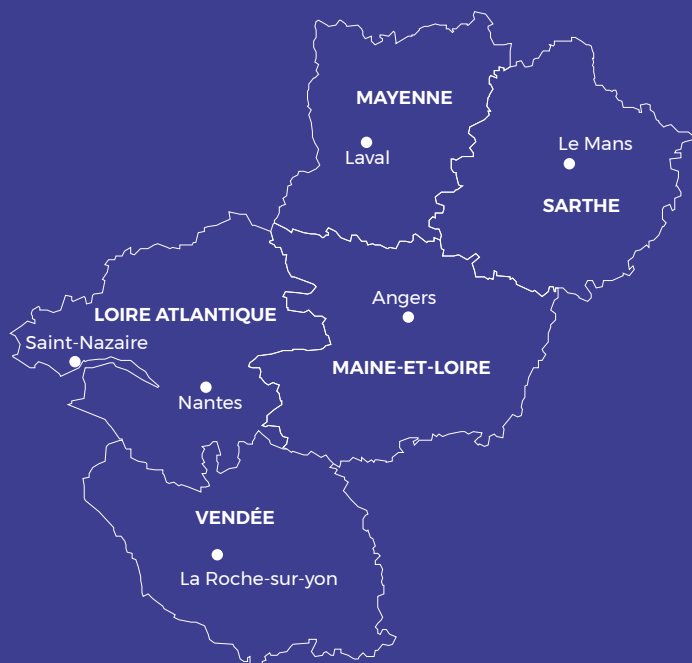 MAYENNE
Laval
Le Mans
SARTHE
Angers
LOIRE ATLANTIQUE
Saint-Nazaire
MAINE-ET-LOIRE
Nantes
VENDÉE
La Roche-sur-yon